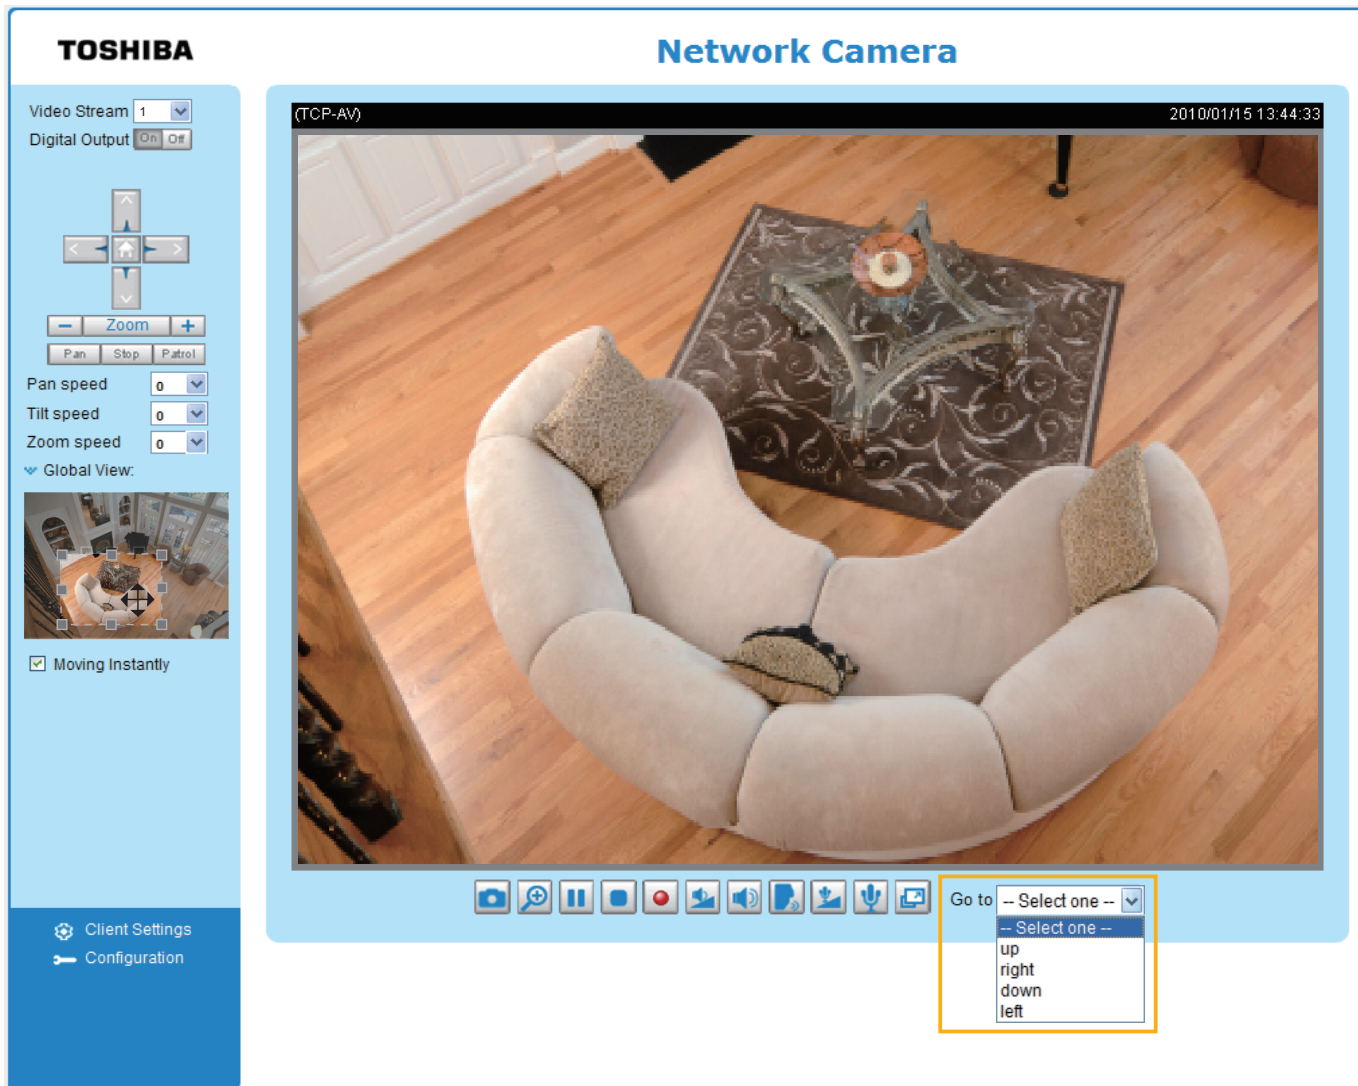 TOSHIBA
Network Camera
Video Stream 1
Digital Output On Off
Zoom
Pan Stop Patrol
Pan speed 0
Tilt speed 0
Zoom speed 0
Global View:
Moving Instantly
Client Settings
Configuration
(TCP-AV) 2010/01/15 13:44:33
Go to -- Select one --
-- Select one --
up
right
down
left